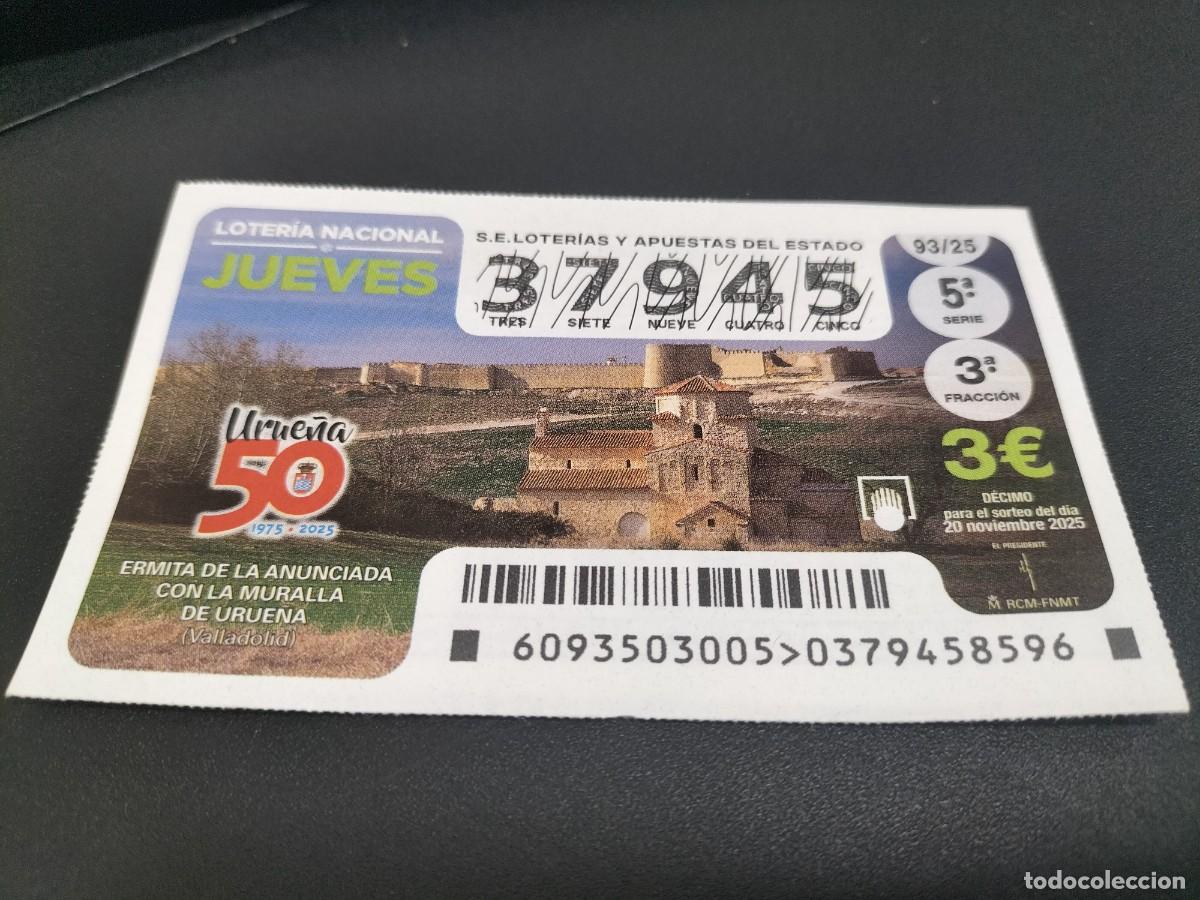 LOTERÍA NACIONAL
JUEVES
S.E.LOTERÍAS Y APUESTAS DEL ESTADO
37945
TRES SIETE NUEVE CUATRO CINCO
93/25
5ª
SERIE
3ª
FRACCIÓN
3€
DÉCIMO
para el sorteo del día
20 noviembre 2025
EL PRESIDENTE
RCM-FNMT
Urueña
50
1975 · 2025
ERMITA DE LA ANUNCIADA
CON LA MURALLA
DE URUEÑA
(Valladolid)
6093503005>0379458596
todocoleccion